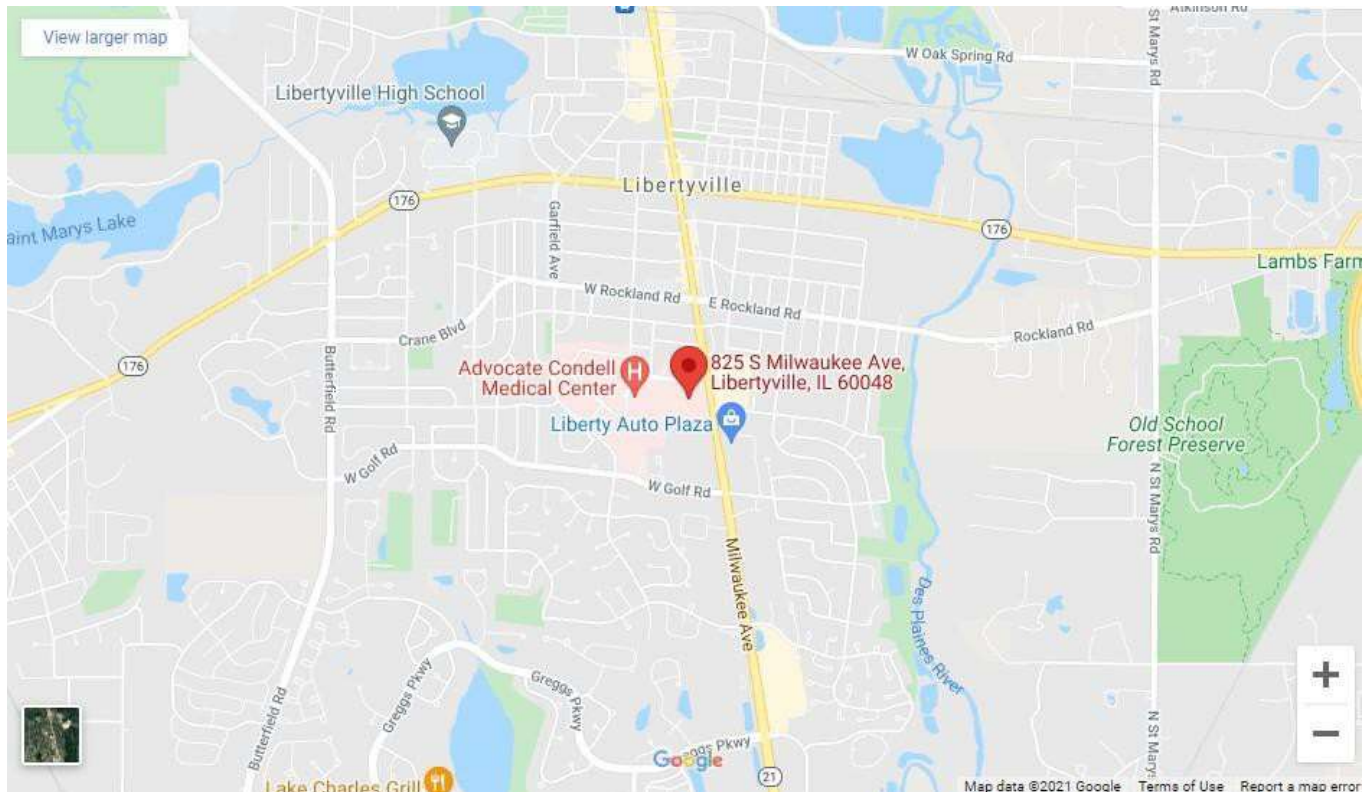 Atkinson Rd
View larger map
St Marys Rd
W Oak Spring Rd
Libertyville High School
Libertyville
176
Garfield Ave
aint Marys Lake
176
Lambs Farm
W Rockland Rd
E Rockland Rd
Rockland Rd
Crane Blvd
176
Butterfield Rd
Advocate Condell
Medical Center
H
825 S Milwaukee Ave,
Libertyville, IL 60048
Liberty Auto Plaza
Old School
Forest Preserve
W Golf Rd
W Golf Rd
N St Marys Rd
Milwaukee Ave
Des Plaines River
Greggs Pkwy
Greggs Pkwy
Butterfield Rd
N St Marys
+
−
eggs Pkwy
Google
21
Lake Charles Grill
Map data ©2021 Google
Terms of Use
Report a map error